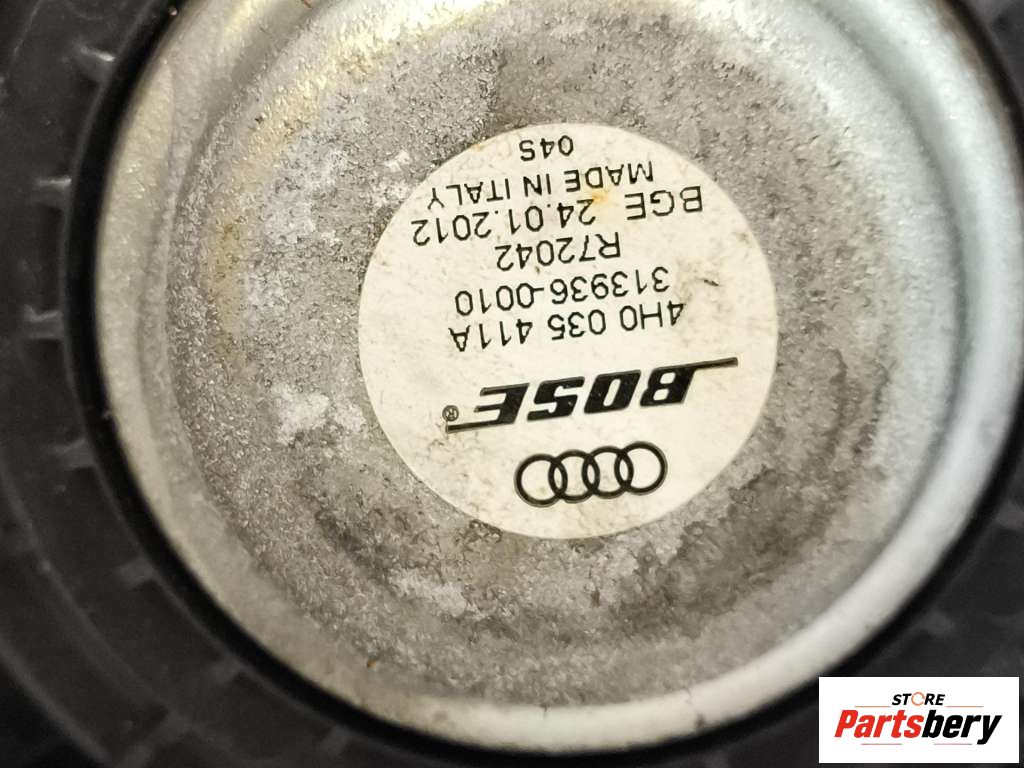 BOSE®
4H0 035 411A
313936-0010
R72042
BGE 24.01.2012
MADE IN ITALY
04S
STORE
Partsbery